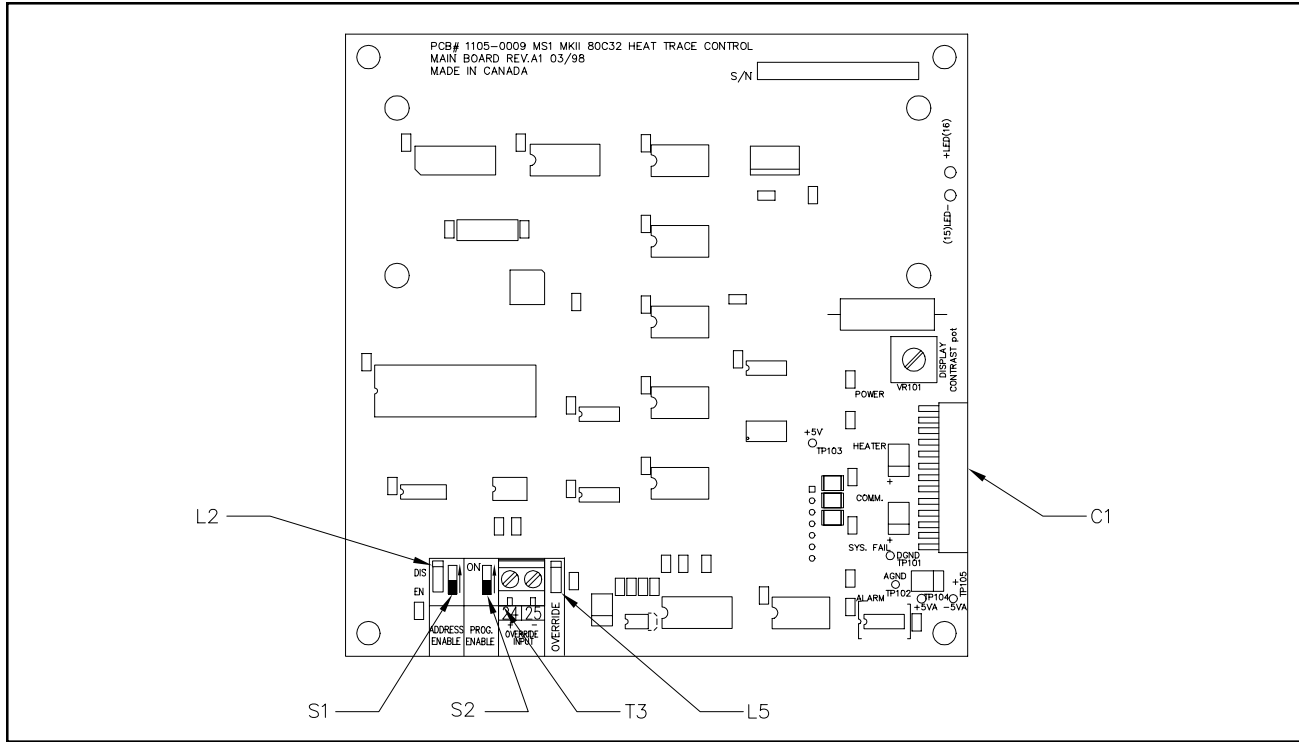 PCB# 1105-0009 MS1 MKII 80C32 HEAT TRACE CONTROL
MAIN BOARD REV.A1 03/98
MADE IN CANADA
S/N
+LED(16)
(15)LED-
DISPLAY
CONTRAST pot
VR101
POWER
+5V
TP103
HEATER
+
COMM.
C1
L2
SYS. FAIL
+
DGND
TP101
DIS
ON
EN
AGND
TP102
TP104
+
TP105
ALARM
+5VA -5VA
24 25
+ -
ADDRESS
ENABLE
PROG.
ENABLE
OVERRIDE
INPUT
OVERRIDE
S1
S2
T3
L5